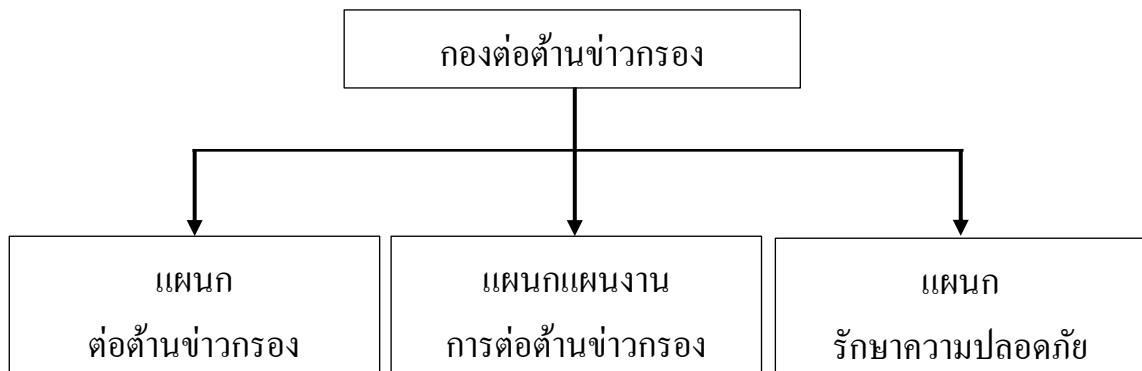 กองต่อต้านข่าวกรอง
แผนก
ต่อต้านข่าวกรอง
แผนกแผนงาน
การต่อต้านข่าวกรอง
แผนก
รักษาความปลอดภัย